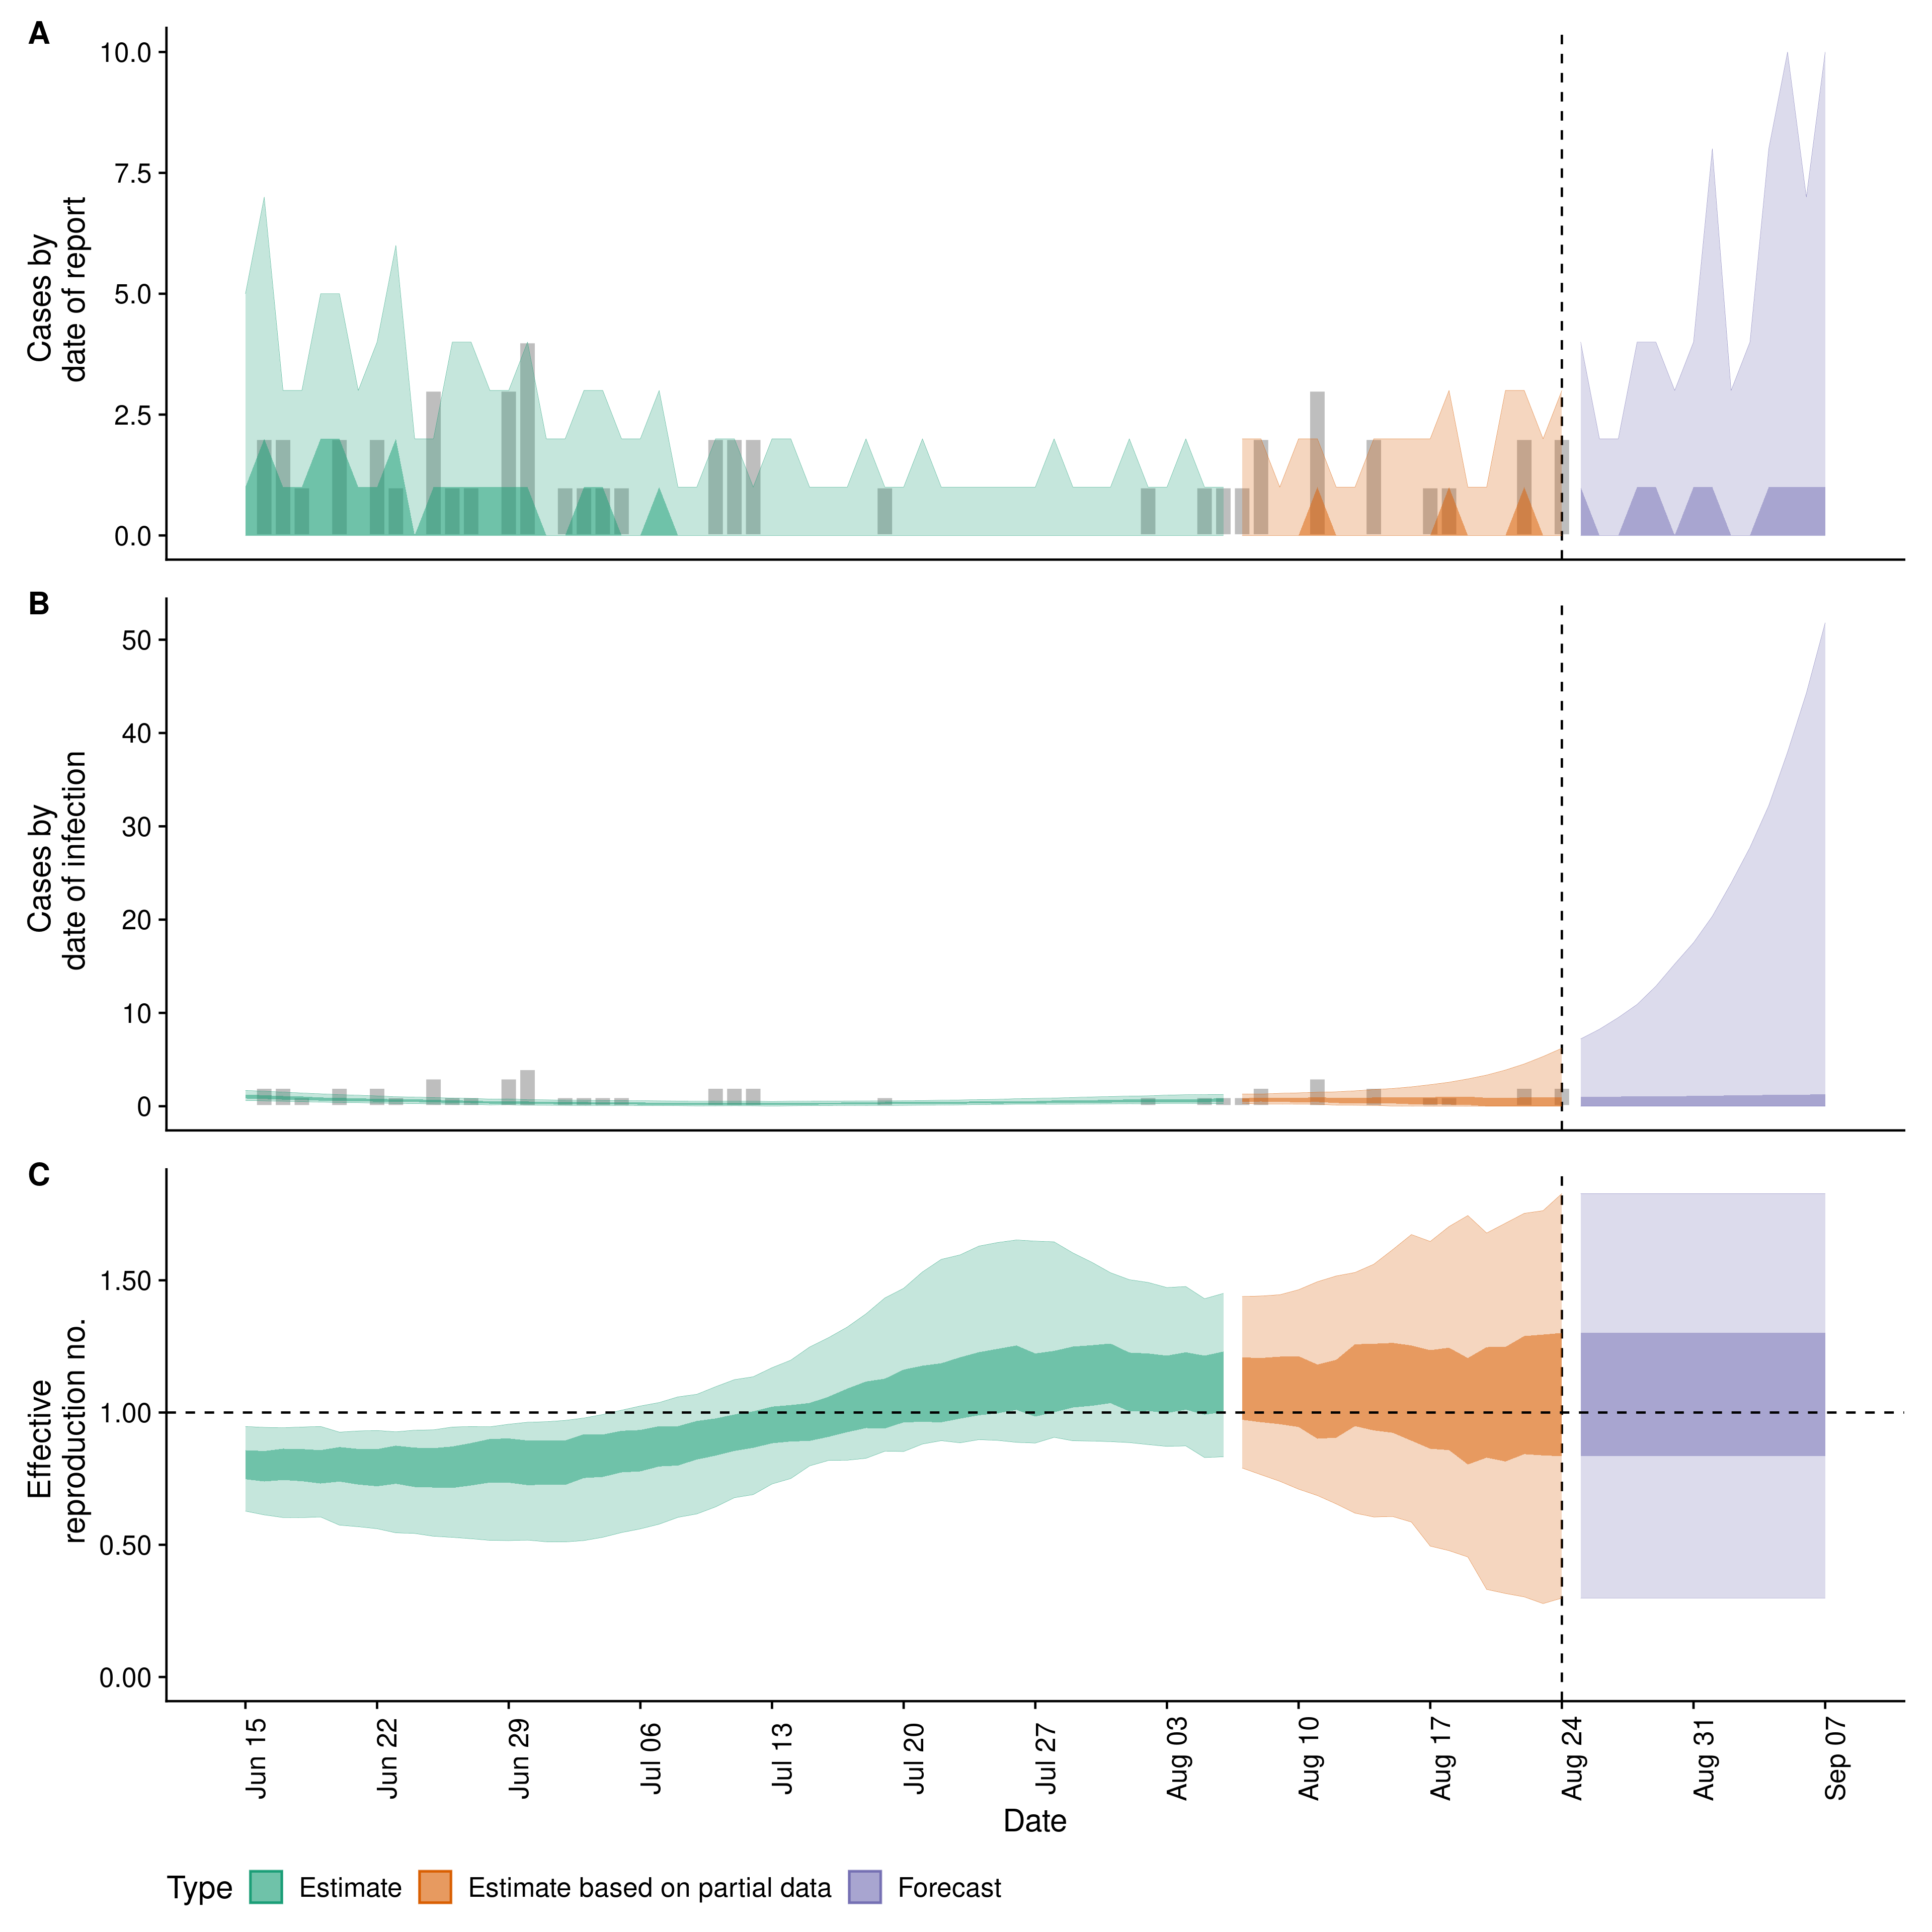 A
Cases by
date of report
10.0
7.5
5.0
2.5
0.0
B
Cases by
date of infection
50
40
30
20
10
0
C
Effective
reproduction no.
1.50
1.00
0.50
0.00
Jun 15
Jun 22
Jun 29
Jul 06
Jul 13
Jul 20
Jul 27
Aug 03
Aug 10
Aug 17
Aug 24
Aug 31
Sep 07
Date
Type Estimate Estimate based on partial data Forecast